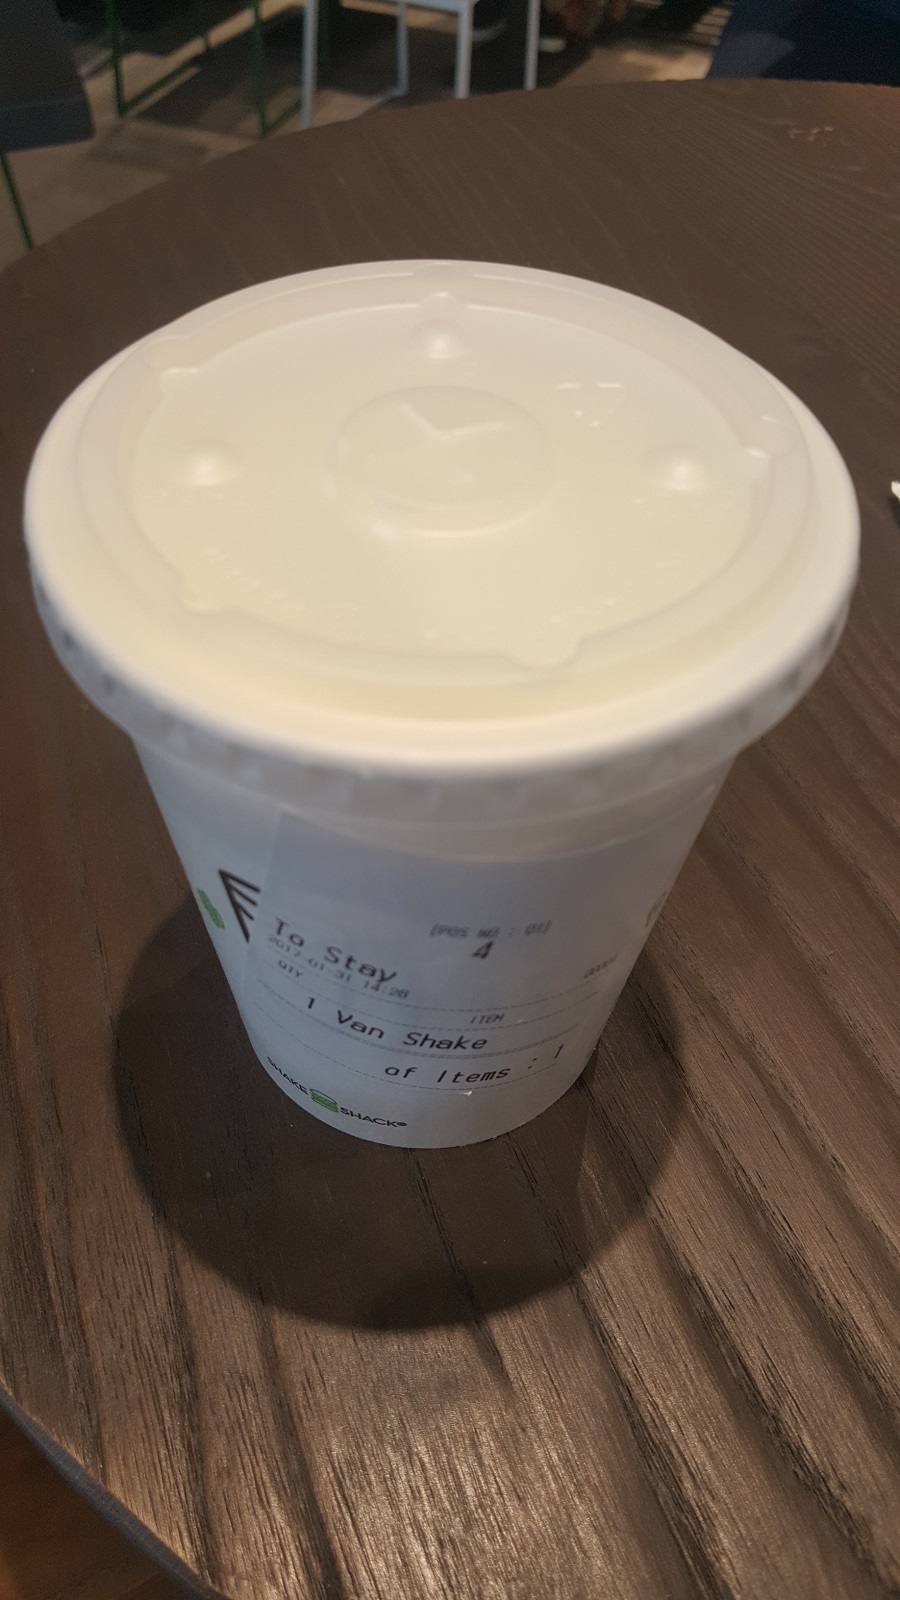 [POS NO : 01]
To Stay 4
2017-01-31 14:28
QTY ITEM
1 Van Shake
of Items : 1
SHAKE SHACK®